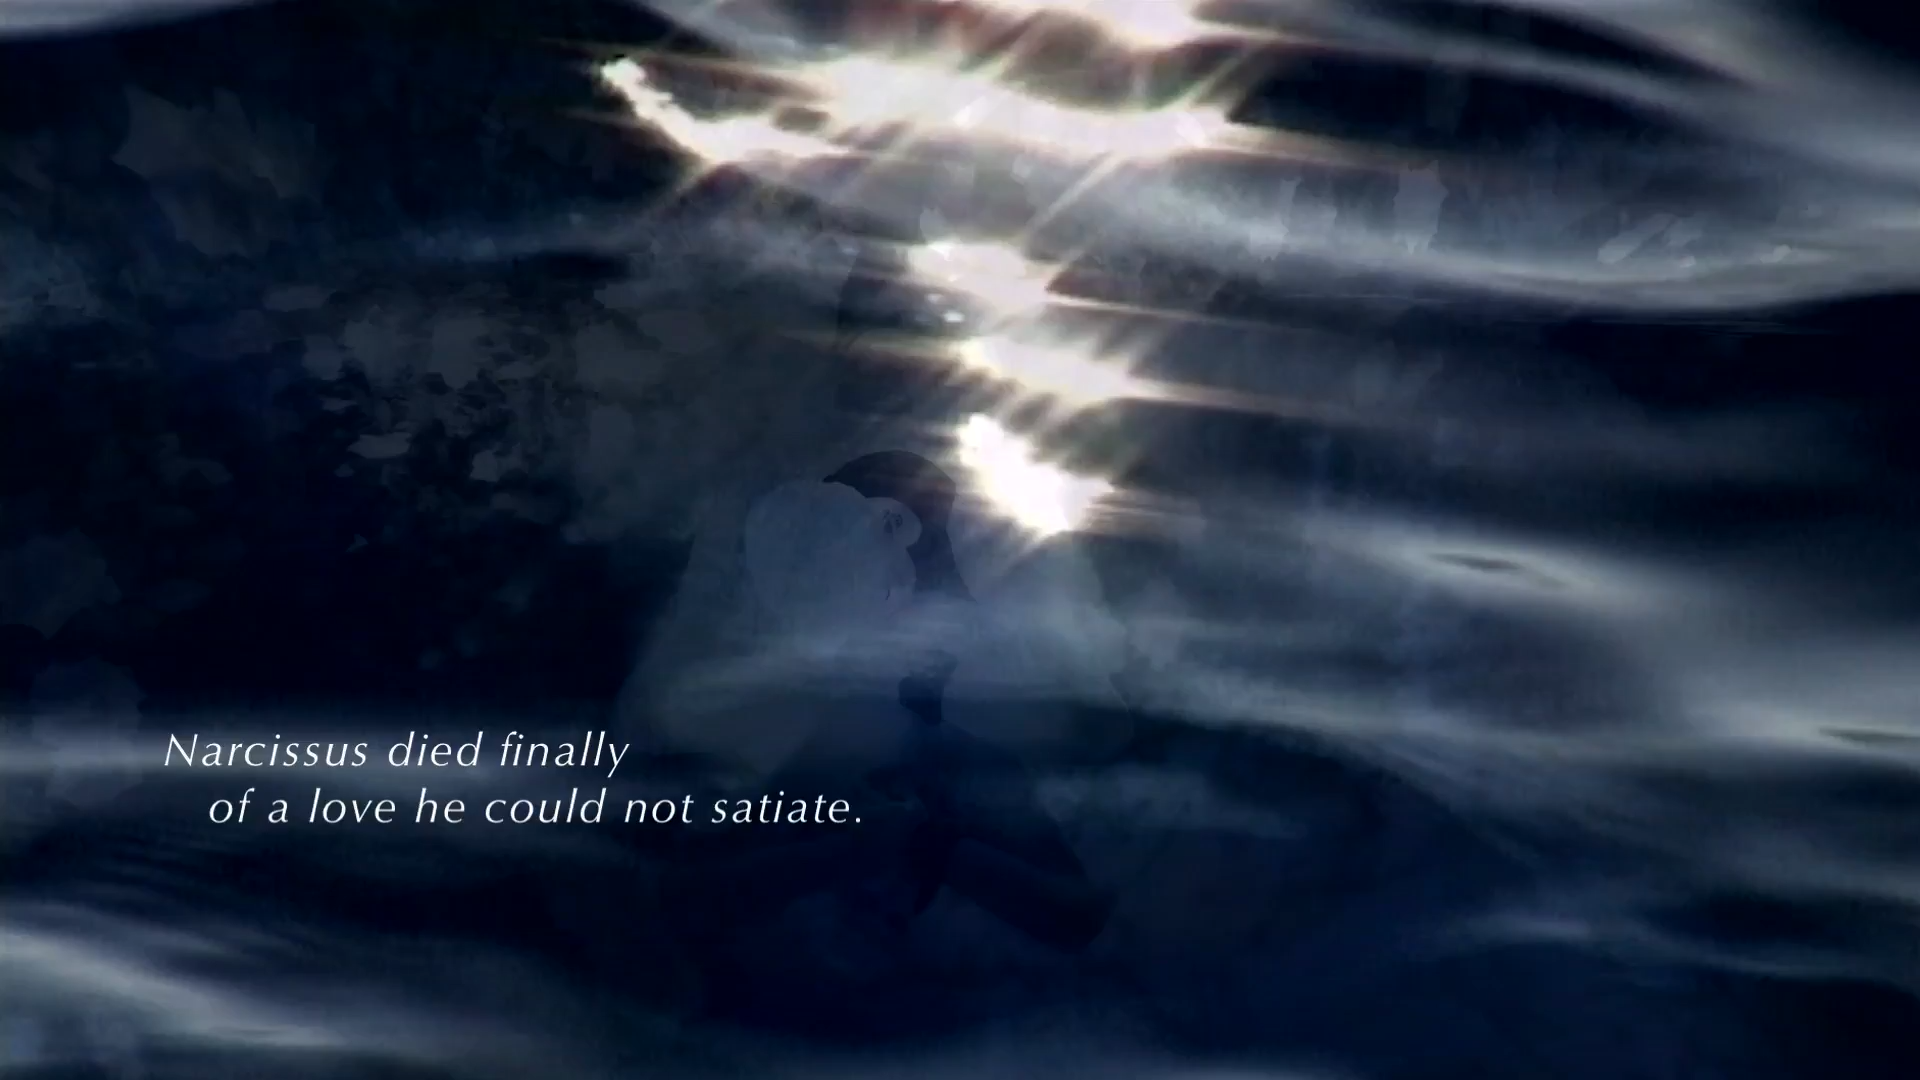 Narcissus died finally
of a love he could not satiate.